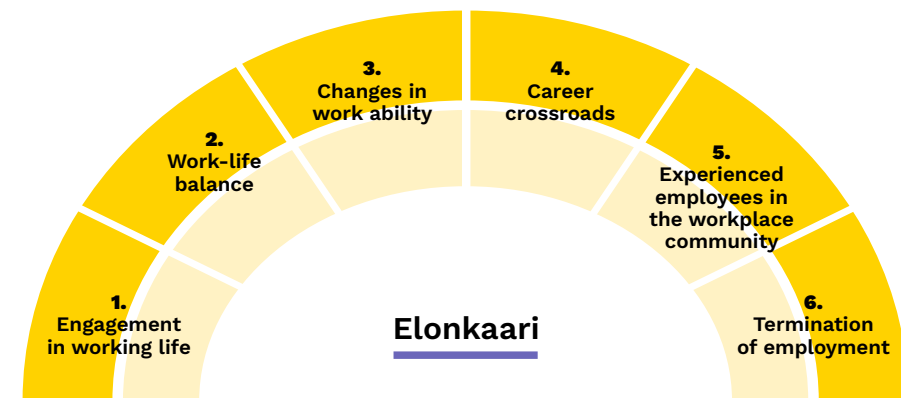 1.
Engagement
in working life
2.
Work-life
balance
3.
Changes in
work ability
4.
Career
crossroads
5.
Experienced
employees in
the workplace
community
6.
Termination
of employment
Elonkaari